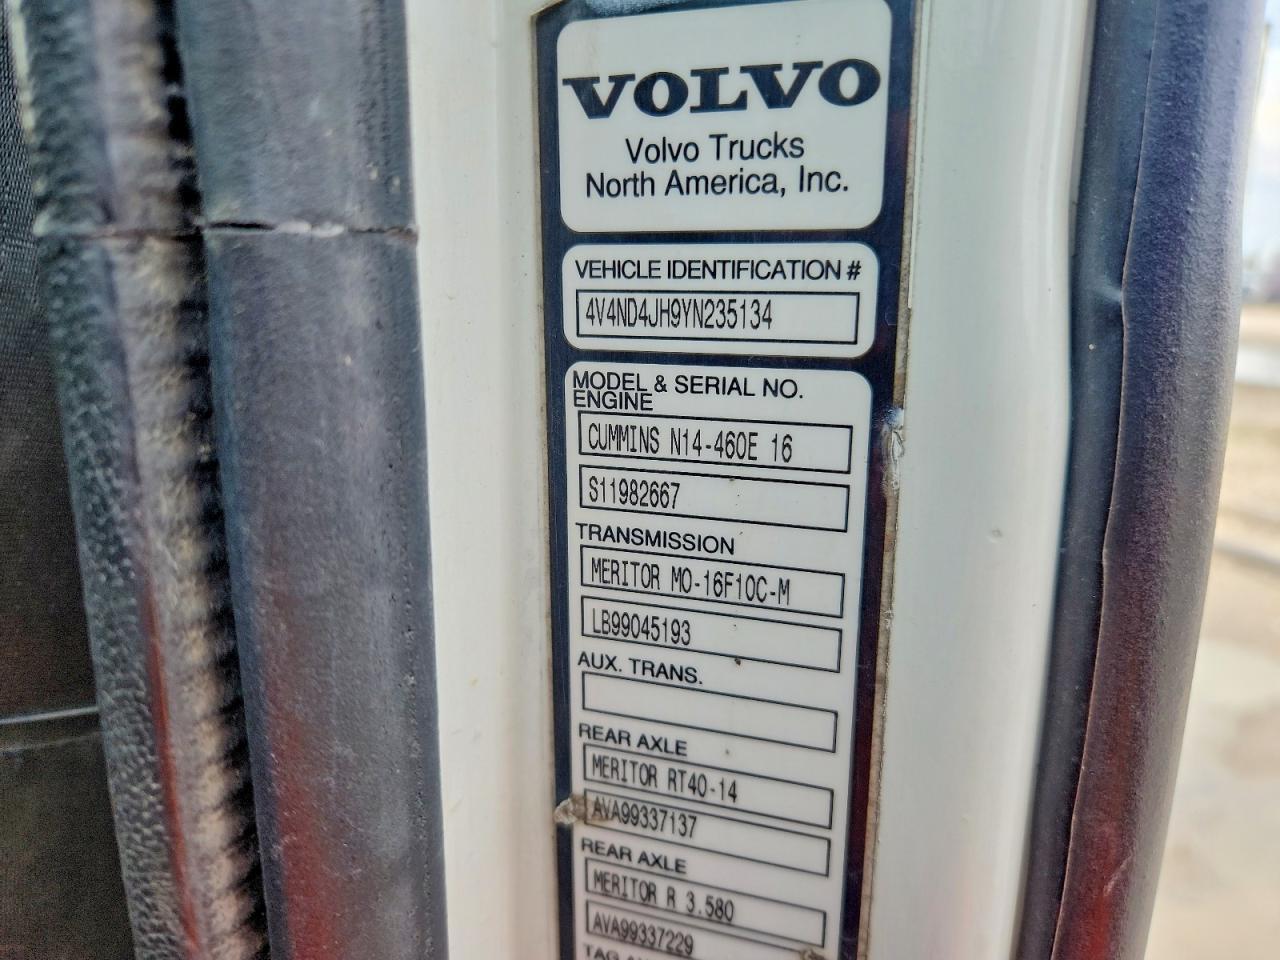 VOLVO
Volvo Trucks
North America, Inc.
VEHICLE IDENTIFICATION #
4V4ND4JH9YN235134
MODEL & SERIAL NO.
ENGINE
CUMMINS N14-460E 16
S11982667
TRANSMISSION
MERITOR MO-16F10C-M
LB99045193
AUX. TRANS.
REAR AXLE
MERITOR RT40-14
AVA99337137
REAR AXLE
MERITOR R 3.580
AVA99337229
TAG